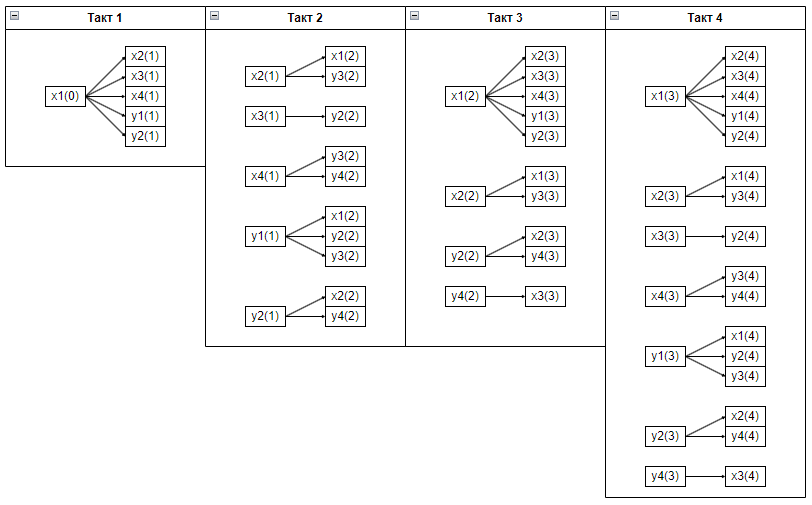 Такт 1
x1(0)
x2(1)
x3(1)
x4(1)
y1(1)
y2(1)
Такт 2
x2(1)
x1(2)
y3(2)
x3(1)
y2(2)
x4(1)
y3(2)
y4(2)
y1(1)
x1(2)
y2(2)
y3(2)
y2(1)
x2(2)
y4(2)
Такт 3
x1(2)
x2(3)
x3(3)
x4(3)
y1(3)
y2(3)
x2(2)
x1(3)
y3(3)
y2(2)
x2(3)
y4(3)
y4(2)
x3(3)
Такт 4
x1(3)
x2(4)
x3(4)
x4(4)
y1(4)
y2(4)
x2(3)
x1(4)
y3(4)
x3(3)
y2(4)
x4(3)
y3(4)
y4(4)
y1(3)
x1(4)
y2(4)
y3(4)
y2(3)
x2(4)
y4(4)
y4(3)
x3(4)